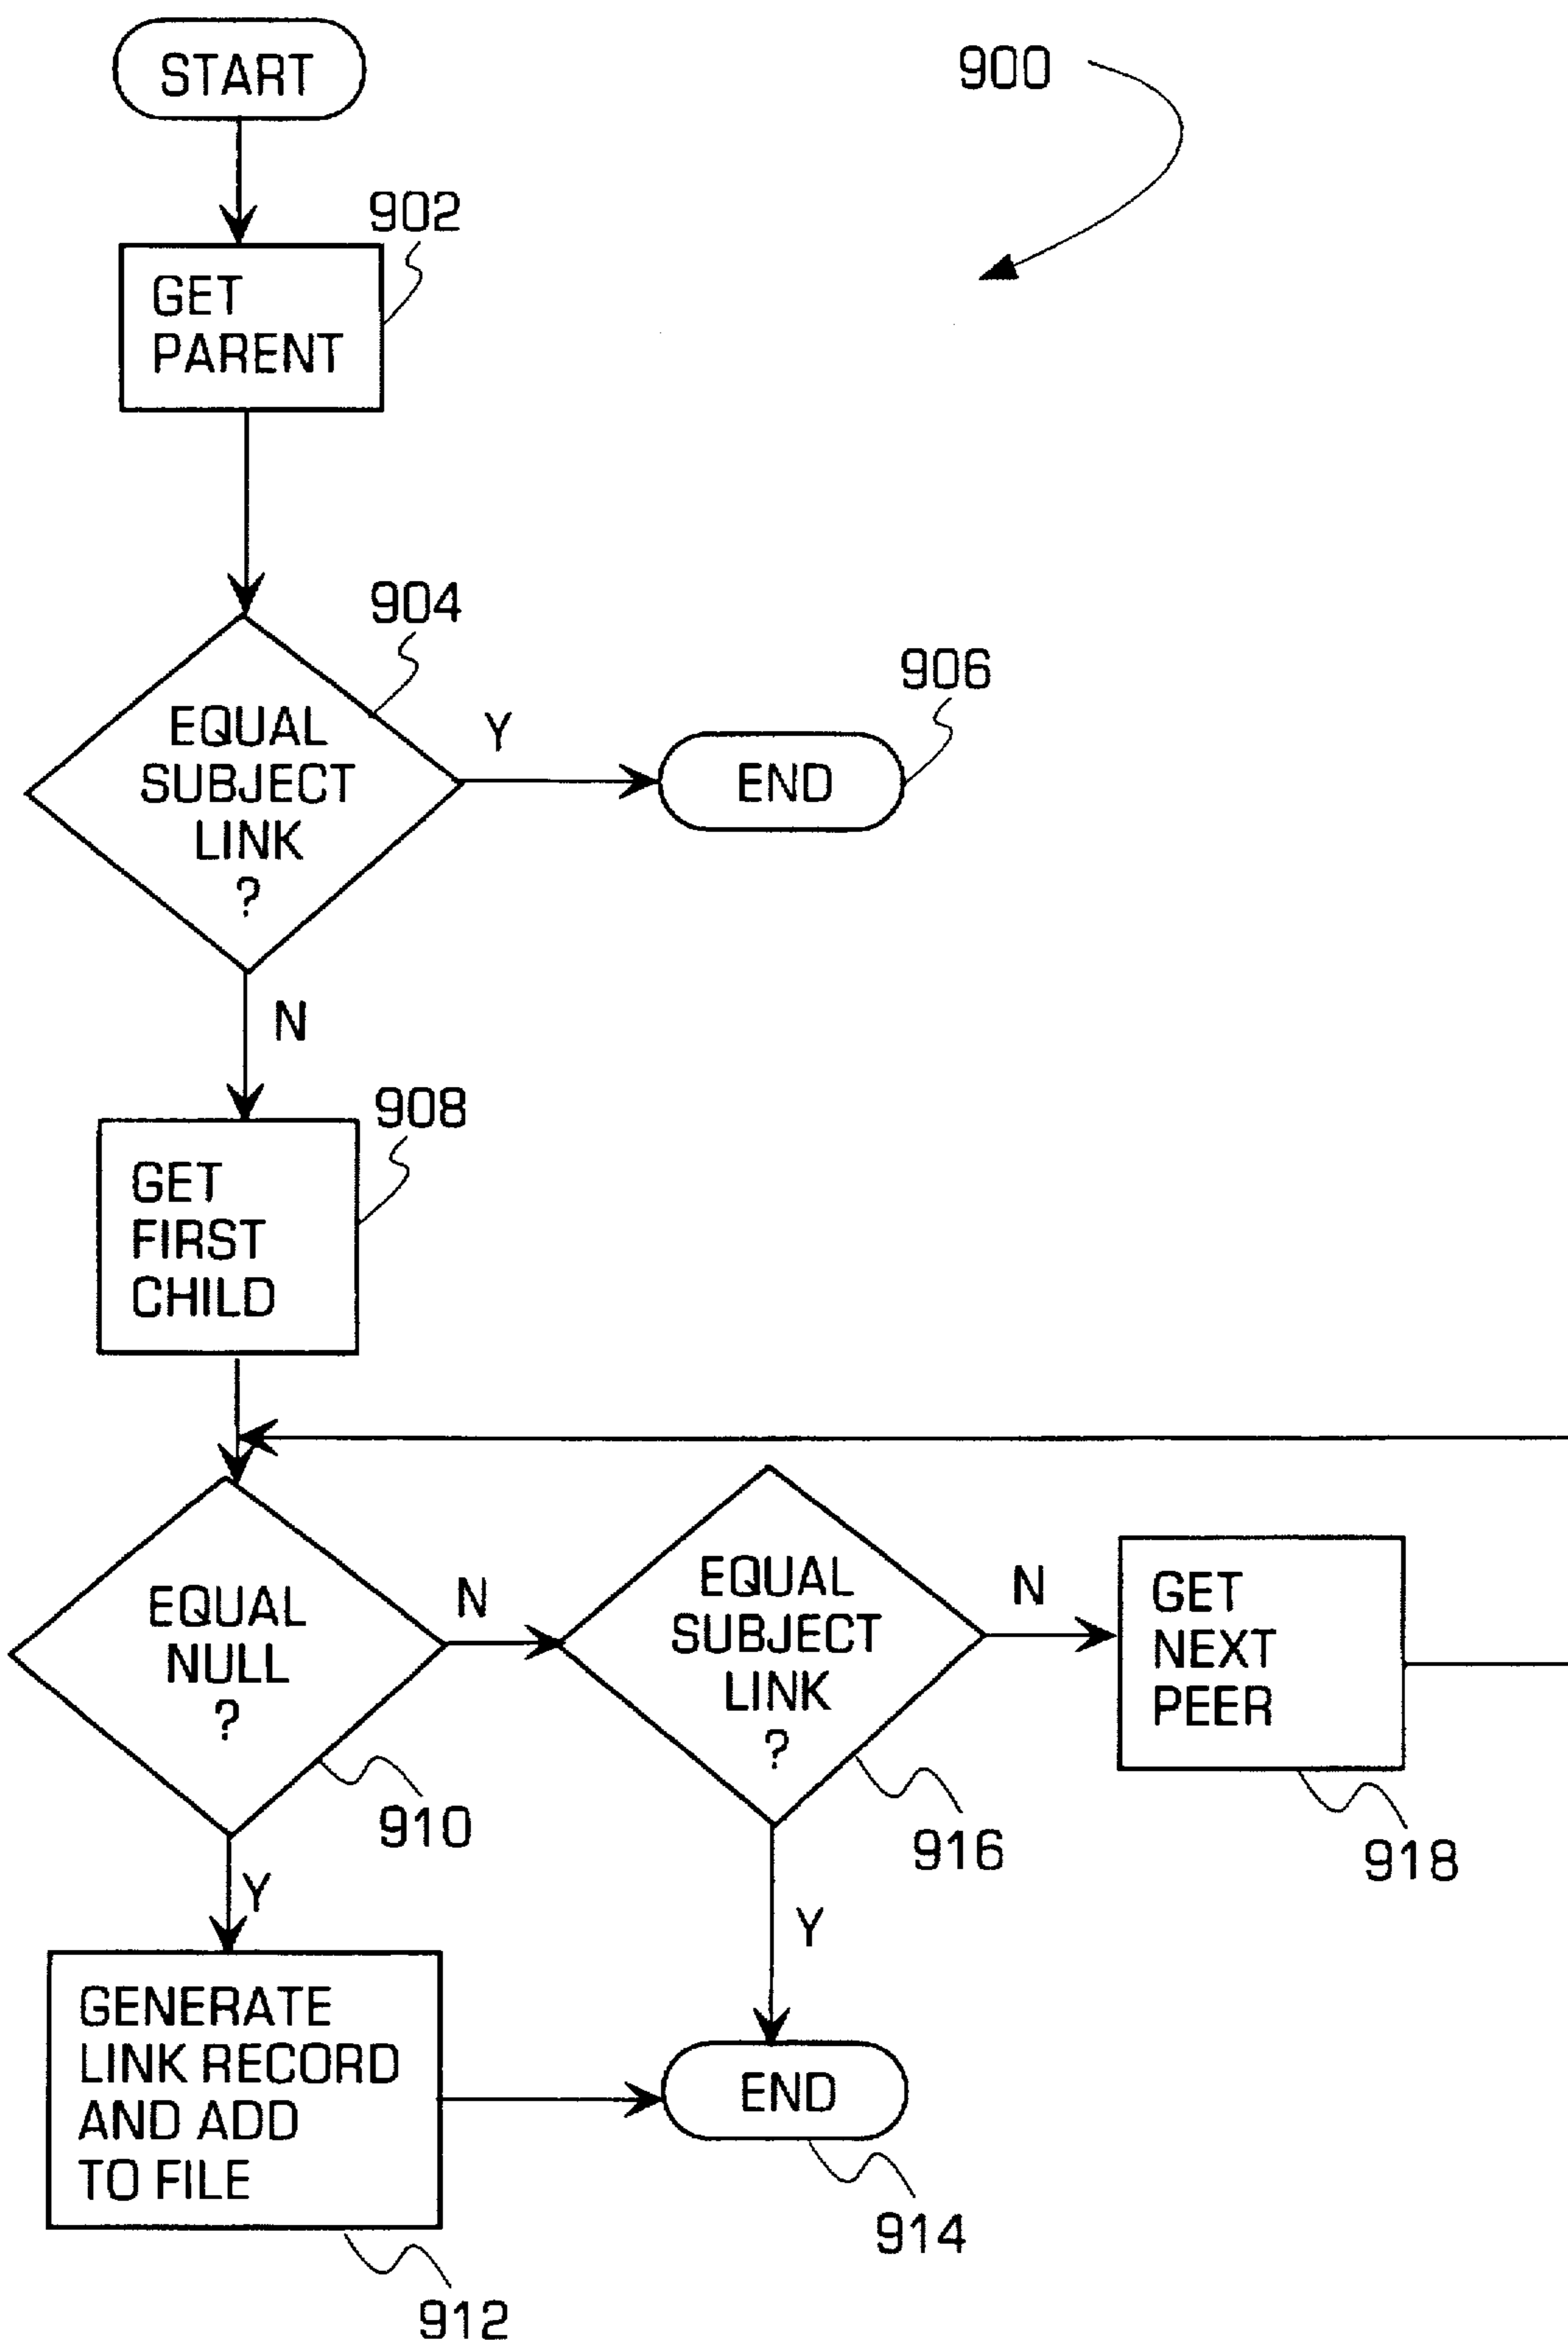 START
900
902
GET
PARENT
904
EQUAL
SUBJECT
LINK
?
Y
906
END
N
908
GET
FIRST
CHILD
EQUAL
NULL
?
N
910
EQUAL
SUBJECT
LINK
?
N
916
GET
NEXT
PEER
918
Y
GENERATE
LINK RECORD
AND ADD
TO FILE
912
Y
END
914